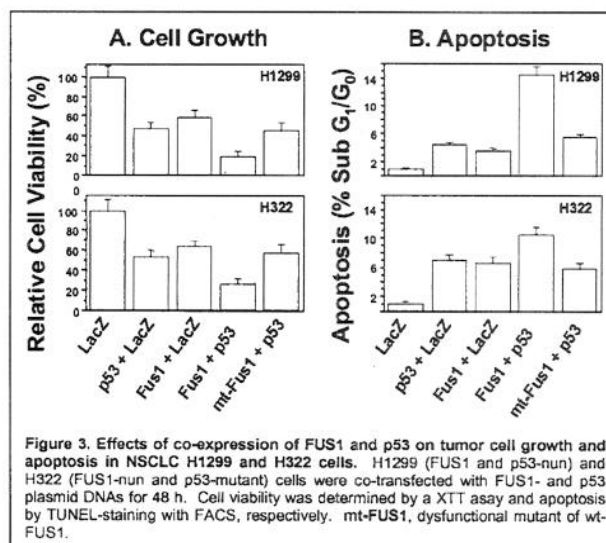 A. Cell Growth
B. Apoptosis
Relative Cell Viability (%)
100
80
60
40
20
0
H1299
100
80
60
40
20
0
H322
LacZ
p53 + LacZ
Fus1 + LacZ
Fus1 + p53
mt-Fus1 + p53
Apoptosis (% Sub G1/G0)
14
10
6
2
H1299
14
10
6
2
H322
LacZ
p53 + LacZ
Fus1 + LacZ
Fus1 + p53
mt-Fus1 + p53
Figure 3. Effects of co-expression of FUS1 and p53 on tumor cell growth and
apoptosis in NSCLC H1299 and H322 cells. H1299 (FUS1 and p53-nun) and
H322 (FUS1-nun and p53-mutant) cells were co-transfected with FUS1- and p53
plasmid DNAs for 48 h. Cell viability was determined by a XTT assay and apoptosis
by TUNEL-staining with FACS, respectively. mt-FUS1, dysfunctional mutant of wt-
FUS1.